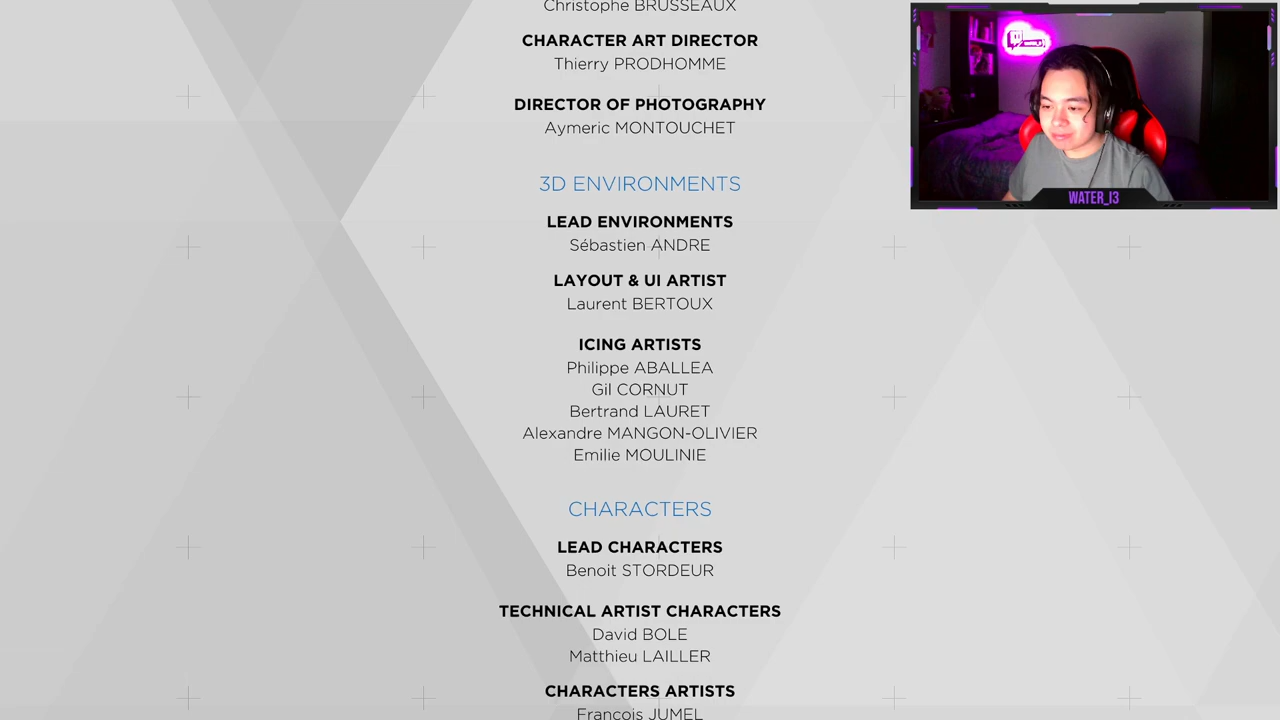 Christophe BRUSSEAUX
CHARACTER ART DIRECTOR
Thierry PRODHOMME
DIRECTOR OF PHOTOGRAPHY
Aymeric MONTOUCHET
3D ENVIRONMENTS
LEAD ENVIRONMENTS
Sébastien ANDRE
LAYOUT & UI ARTIST
Laurent BERTOUX
ICING ARTISTS
Philippe ABALLEA
Gil CORNUT
Bertrand LAURET
Alexandre MANGON-OLIVIER
Emilie MOULINIE
CHARACTERS
LEAD CHARACTERS
Benoit STORDEUR
TECHNICAL ARTIST CHARACTERS
David BOLE
Matthieu LAILLER
CHARACTERS ARTISTS
François JUMEL
WATER_I3